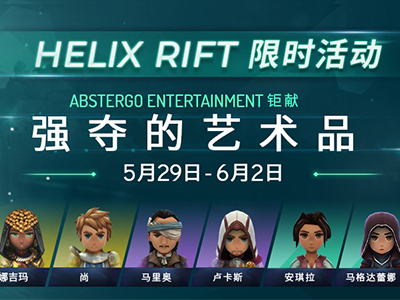 HELIX RIFT 限时活动
ABSTERGO ENTERTAINMENT 钜献
强夺的艺术品
5月29日-6月2日
娜吉玛 尚 马里奥 卢卡斯 安琪拉 马格达蕾娜